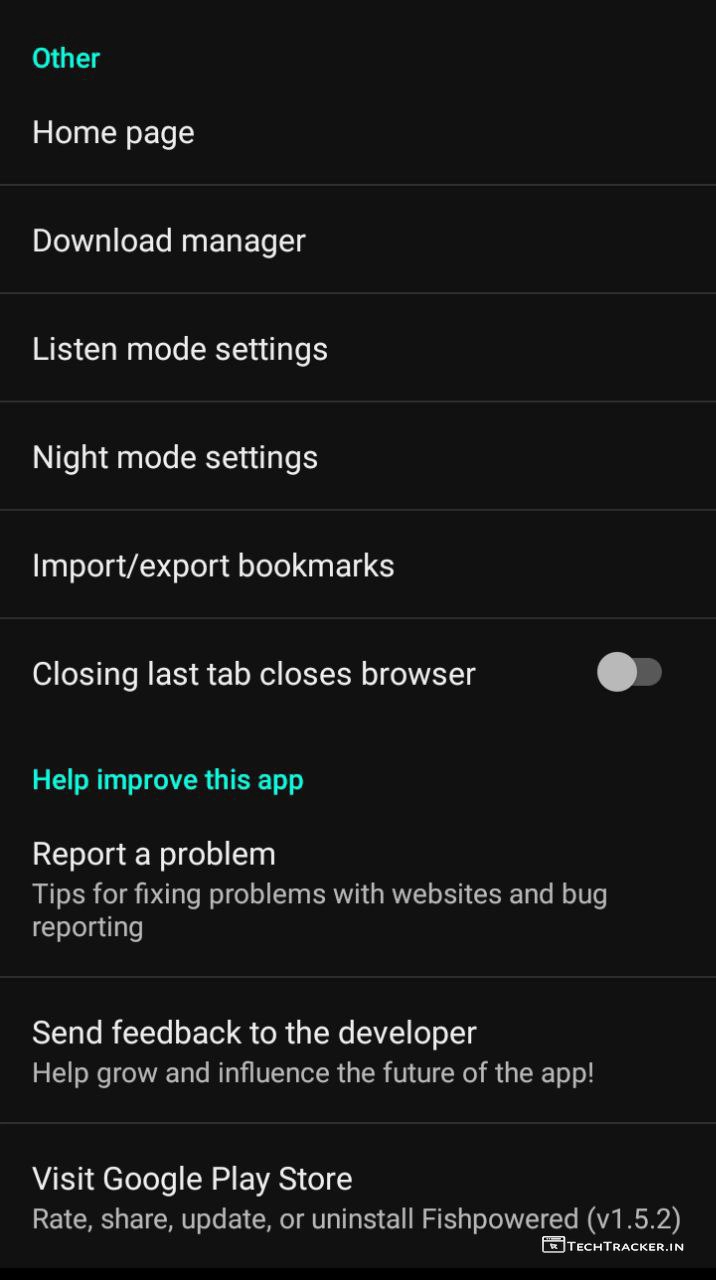 Other
Home page
Download manager
Listen mode settings
Night mode settings
Import/export bookmarks
Closing last tab closes browser
Help improve this app
Report a problem
Tips for fixing problems with websites and bug
reporting
Send feedback to the developer
Help grow and influence the future of the app!
Visit Google Play Store
Rate, share, update, or uninstall Fishpowered (v1.5.2)
TECHTRACKER.IN